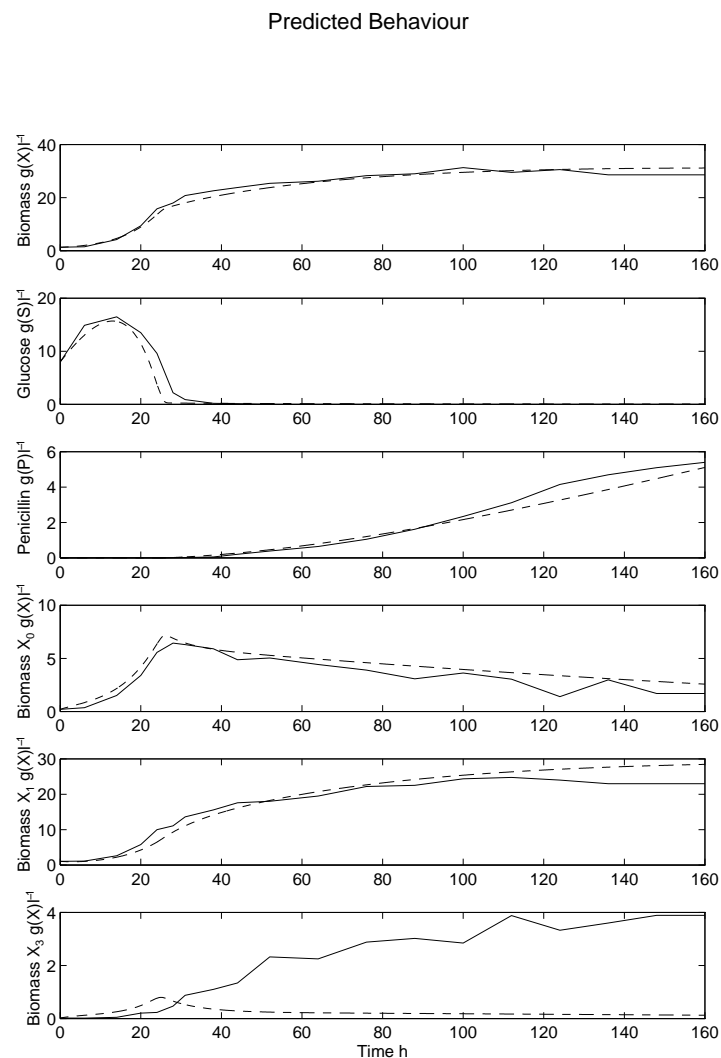 Predicted Behaviour
Biomass g(X)l⁻¹
40
20
0
0 20 40 60 80 100 120 140 160
Glucose g(S)l⁻¹
20
10
0
0 20 40 60 80 100 120 140 160
Penicillin g(P)l⁻¹
6
4
2
0
0 20 40 60 80 100 120 140 160
Biomass X₀ g(X)l⁻¹
10
5
0
0 20 40 60 80 100 120 140 160
Biomass X₁ g(X)l⁻¹
30
20
10
0
0 20 40 60 80 100 120 140 160
Biomass X₃ g(X)l⁻¹
4
2
0
0 20 40 60 80 100 120 140 160
Time h